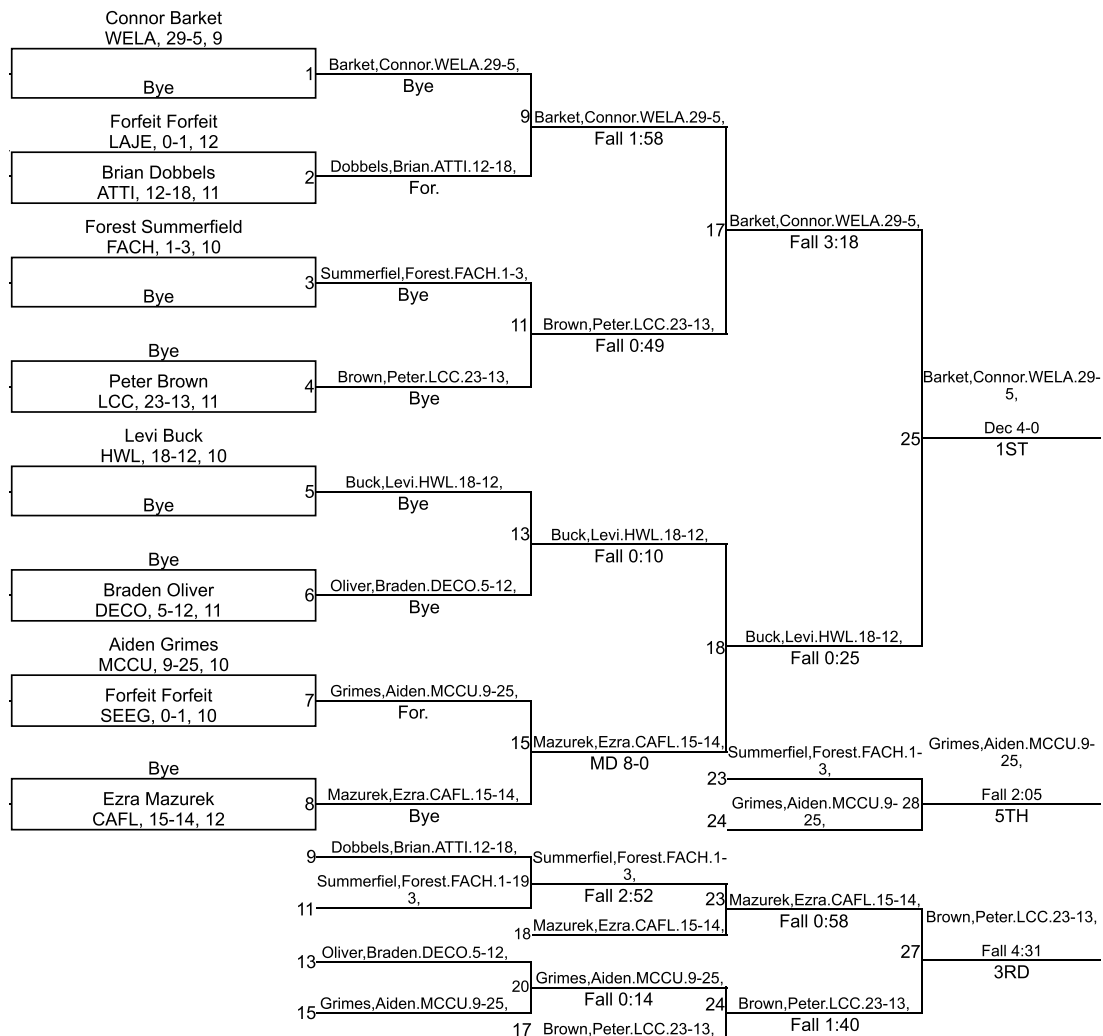 Connor Barket
WELA, 29-5, 9
1
Bye
Barket,Connor.WELA.29-5,
Bye
Forfeit Forfeit
LAJE, 0-1, 12
Brian Dobbels
2
ATTI, 12-18, 11
Dobbels,Brian.ATTI.12-18,
For.
9
Barket,Connor.WELA.29-5,
Fall 1:58
Forest Summerfield
FACH, 1-3, 10
3
Bye
Summerfiel,Forest.FACH.1-3,
Bye
Bye
Peter Brown
4
LCC, 23-13, 11
Brown,Peter.LCC.23-13,
Bye
11
Brown,Peter.LCC.23-13,
Fall 0:49
17
Barket,Connor.WELA.29-5,
Fall 3:18
Levi Buck
HWL, 18-12, 10
5
Bye
Buck,Levi.HWL.18-12,
Bye
Bye
Braden Oliver
6
DECO, 5-12, 11
Oliver,Braden.DECO.5-12,
Bye
13
Buck,Levi.HWL.18-12,
Fall 0:10
Aiden Grimes
MCCU, 9-25, 10
Forfeit Forfeit
7
SEEG, 0-1, 10
Grimes,Aiden.MCCU.9-25,
For.
Bye
Ezra Mazurek
8
CAFL, 15-14, 12
Mazurek,Ezra.CAFL.15-14,
Bye
15
Mazurek,Ezra.CAFL.15-14,
MD 8-0
18
Buck,Levi.HWL.18-12,
Fall 0:25
25
Barket,Connor.WELA.29-
5,
Dec 4-0
1ST
23
Summerfiel,Forest.FACH.1-
3,
24
Grimes,Aiden.MCCU.9-
25,
28
Grimes,Aiden.MCCU.9-
25,
Fall 2:05
5TH
9
Dobbels,Brian.ATTI.12-18,
11
Summerfiel,Forest.FACH.1-
3,
19
Summerfiel,Forest.FACH.1-
3,
Fall 2:52
18
Mazurek,Ezra.CAFL.15-14,
23
Mazurek,Ezra.CAFL.15-14,
Fall 0:58
13
Oliver,Braden.DECO.5-12,
15
Grimes,Aiden.MCCU.9-25,
20
Grimes,Aiden.MCCU.9-25,
Fall 0:14
17
Brown,Peter.LCC.23-13,
24
Brown,Peter.LCC.23-13,
Fall 1:40
27
Brown,Peter.LCC.23-13,
Fall 4:31
3RD